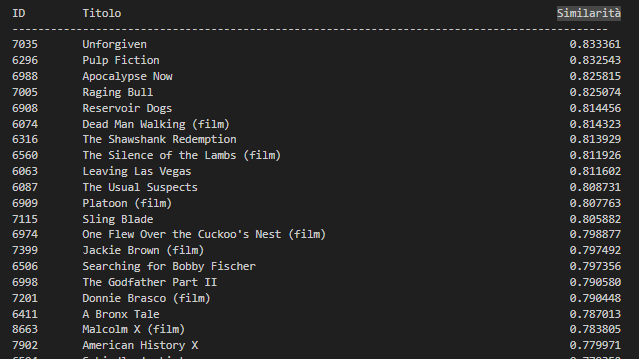 ID Titolo Similarità
--------------------------------------------------------------------------------
7035 Unforgiven 0.833361
6296 Pulp Fiction 0.832543
6988 Apocalypse Now 0.825815
7005 Raging Bull 0.825074
6908 Reservoir Dogs 0.814456
6074 Dead Man Walking (film) 0.814323
6316 The Shawshank Redemption 0.813929
6560 The Silence of the Lambs (film) 0.811926
6063 Leaving Las Vegas 0.811602
6087 The Usual Suspects 0.808731
6909 Platoon (film) 0.807763
7115 Sling Blade 0.805882
6974 One Flew Over the Cuckoo's Nest (film) 0.798877
7399 Jackie Brown (film) 0.797492
6506 Searching for Bobby Fischer 0.797356
6998 The Godfather Part II 0.790580
7201 Donnie Brasco (film) 0.790448
6411 A Bronx Tale 0.787013
8663 Malcolm X (film) 0.783805
7902 American History X 0.779971